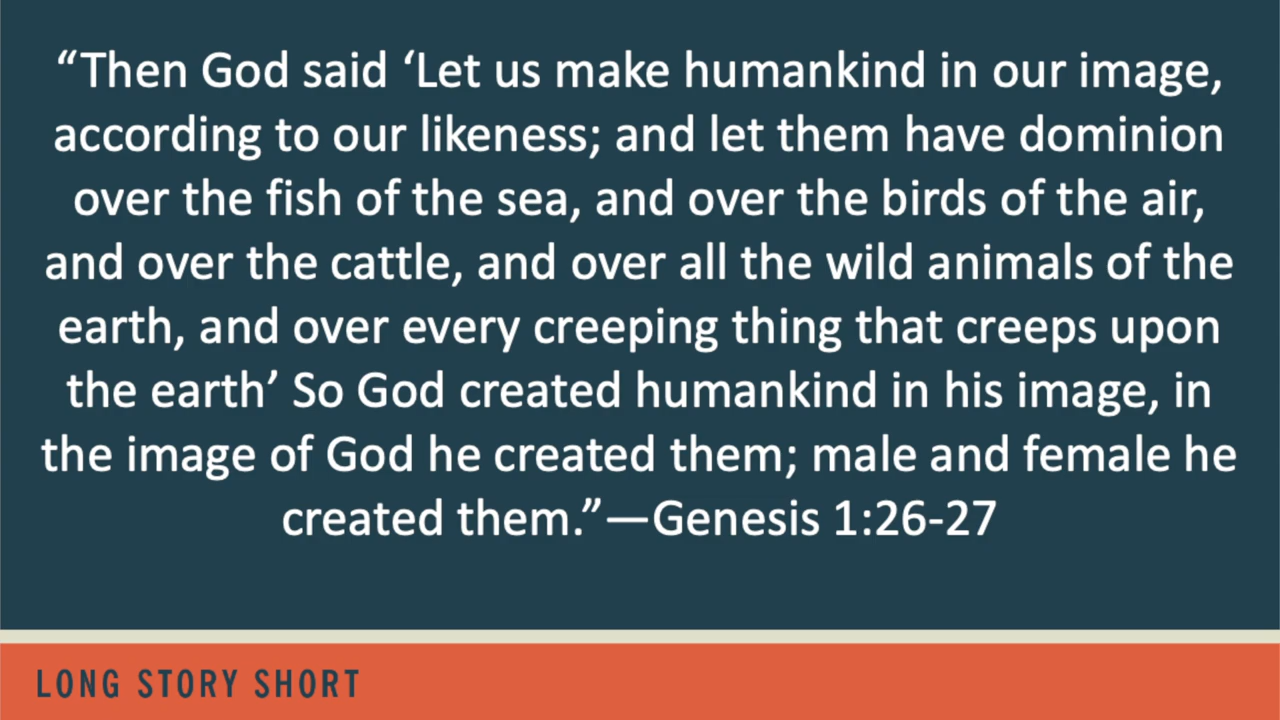 “Then God said ‘Let us make humankind in our image,
according to our likeness; and let them have dominion
over the fish of the sea, and over the birds of the air,
and over the cattle, and over all the wild animals of the
earth, and over every creeping thing that creeps upon
the earth’ So God created humankind in his image, in
the image of God he created them; male and female he
created them.”—Genesis 1:26-27
LONG STORY SHORT